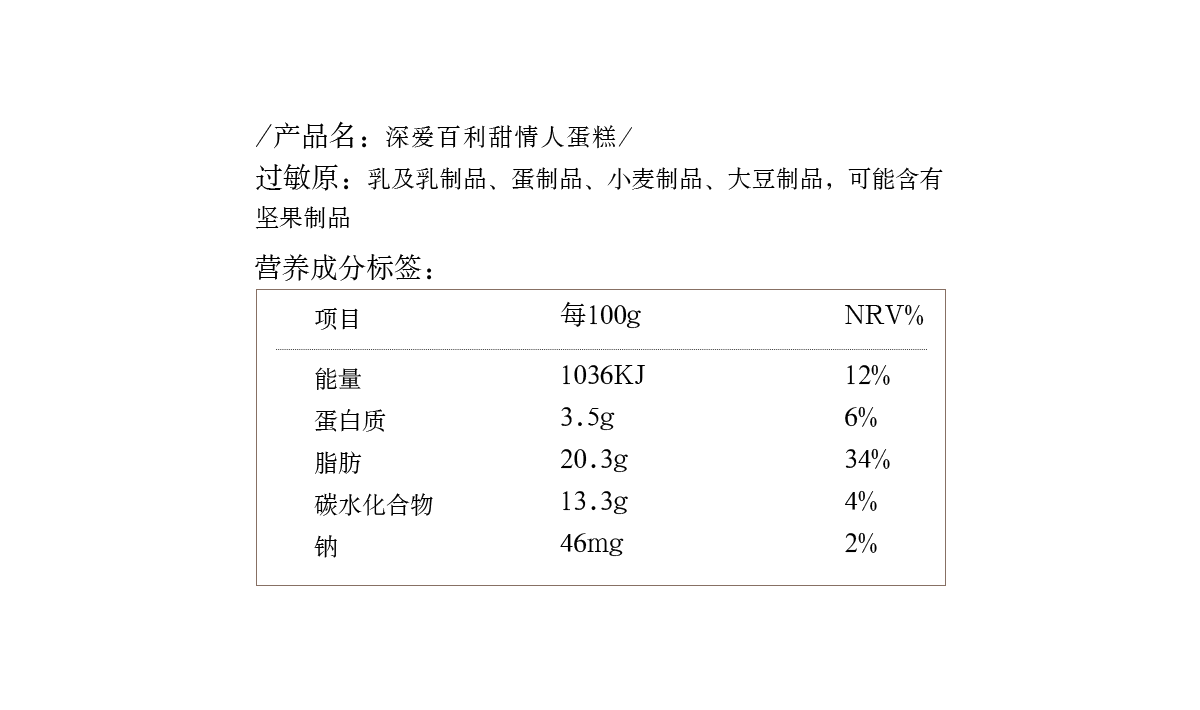 /产品名：深爱百利甜情人蛋糕/
过敏原：乳及乳制品、蛋制品、小麦制品、大豆制品，可能含有
坚果制品
营养成分标签：
项目 每100g NRV%
能量 1036KJ 12%
蛋白质 3.5g 6%
脂肪 20.3g 34%
碳水化合物 13.3g 4%
钠 46mg 2%